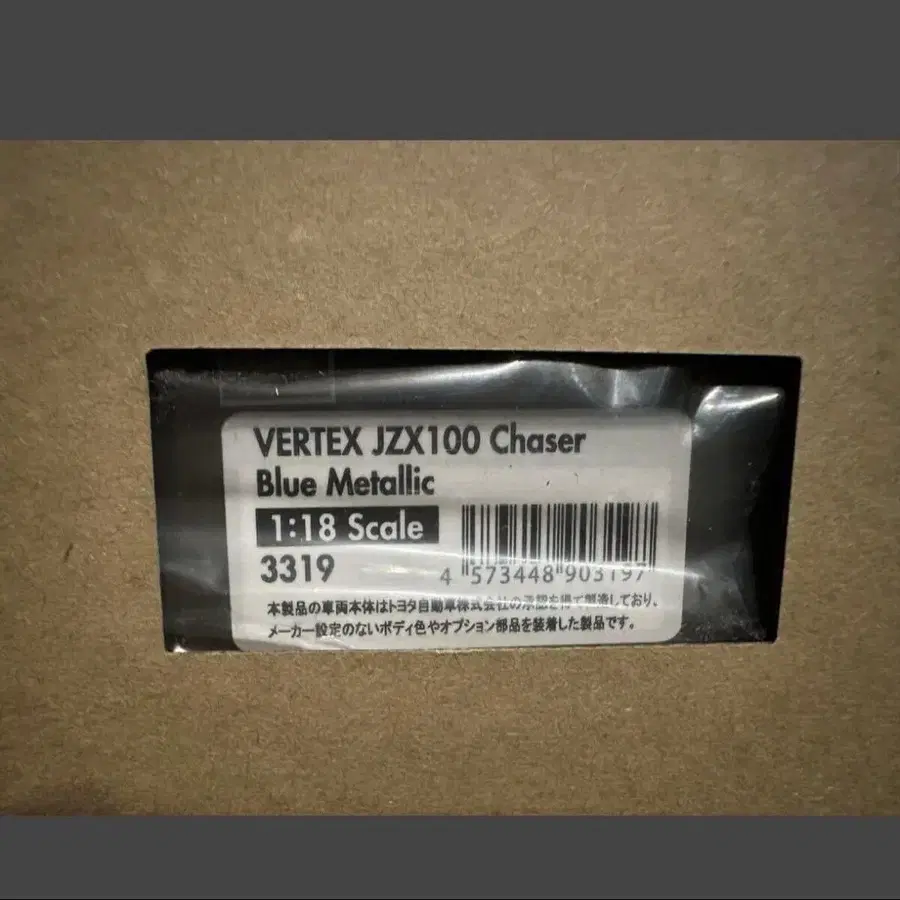 VERTEX JZX100 Chaser
Blue Metallic
1:18 Scale
3319
4 573448 903197
本製品の車両本体はトヨタ自動車株式会社の承認を得て製造しており、
メーカー設定のないボディ色やオプション部品を装着した製品です。